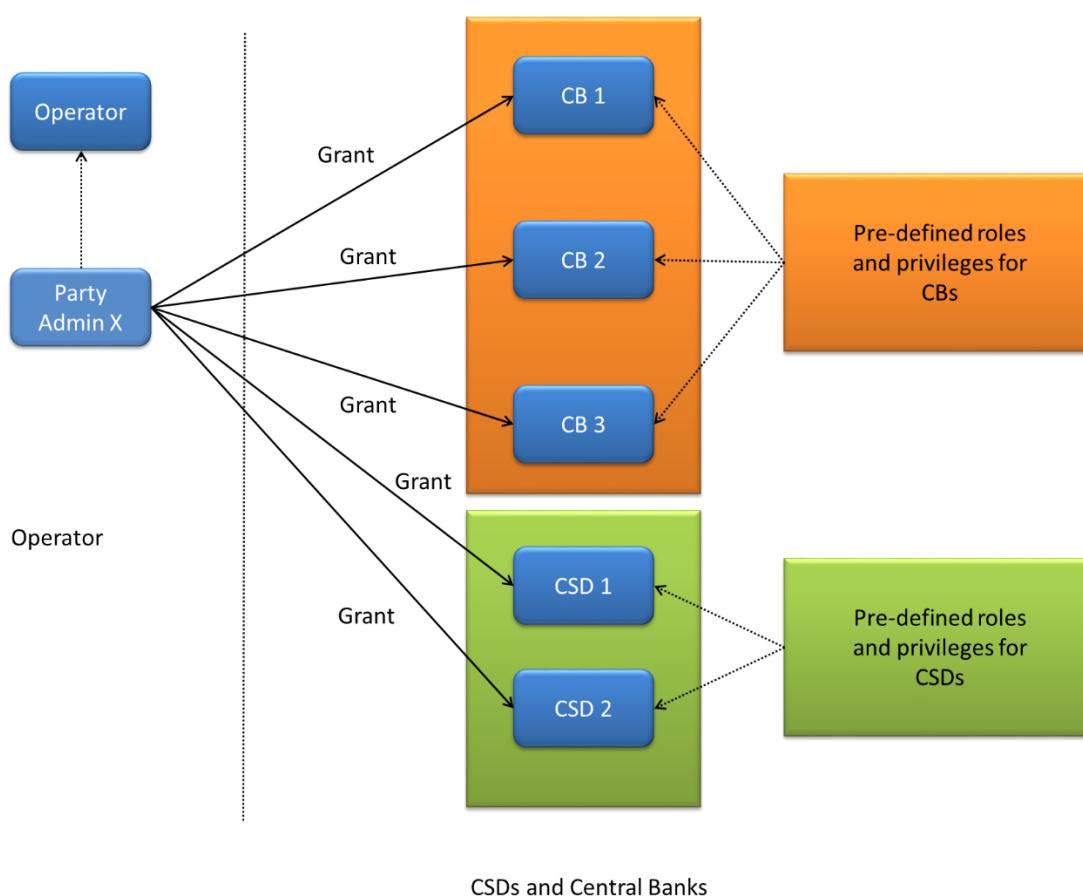 Operator
Party
Admin X
Operator
Grant
Grant
Grant
Grant
Grant
CB 1
CB 2
CB 3
CSD 1
CSD 2
Pre-defined roles
and privileges for
CBs
Pre-defined roles
and privileges for
CSDs
CSDs and Central Banks